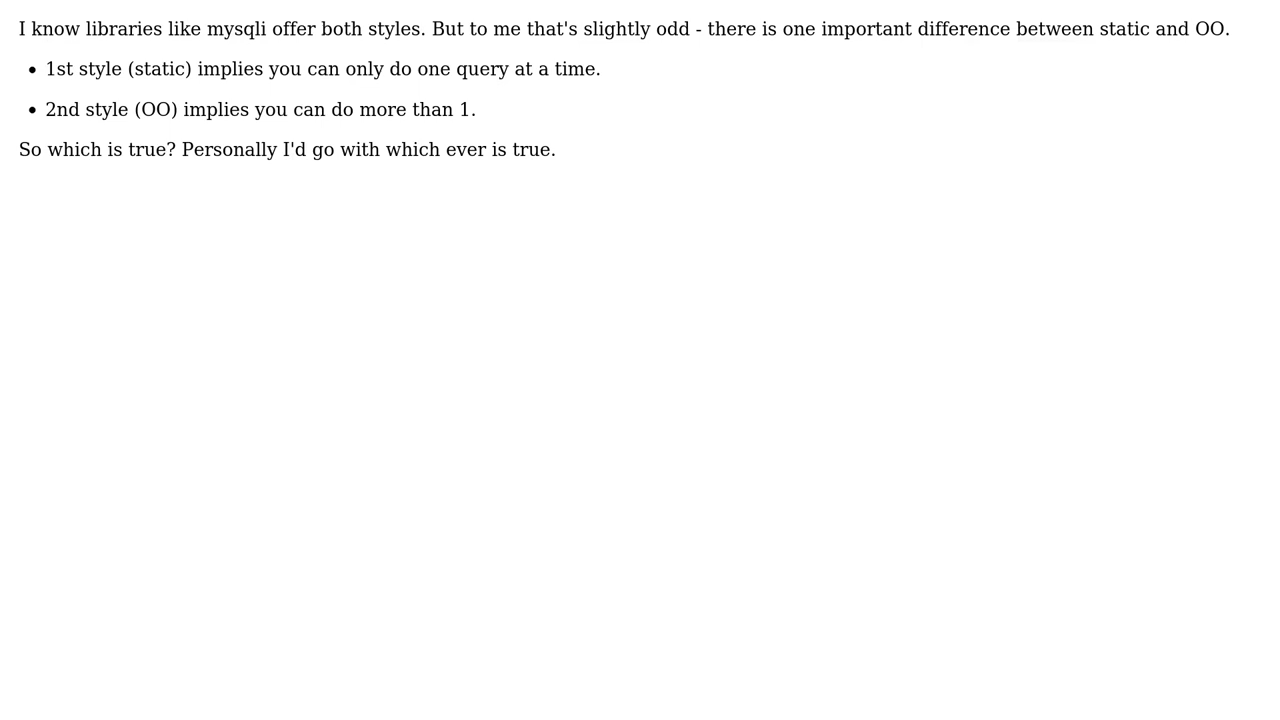 I know libraries like mysqli offer both styles. But to me that's slightly odd - there is one important difference between static and OO.
• 1st style (static) implies you can only do one query at a time.
• 2nd style (OO) implies you can do more than 1.
So which is true? Personally I'd go with which ever is true.